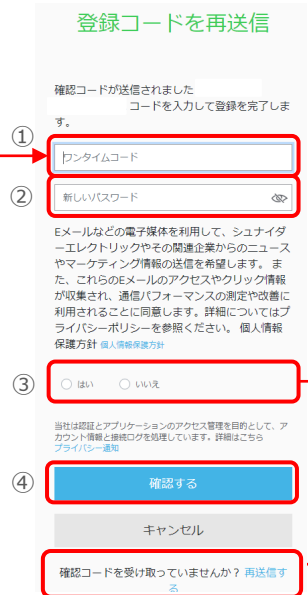 登録コードを再送信
確認コードが送信されました
コードを入力して登録を完了しま
す。
①
ワンタイムコード
②
新しいパスワード
Eメールなどの電子媒体を利用して、シュナイダ
ーエレクトリックやその関連企業からのニュース
やマーケティング情報の送信を希望します。 ま
た、これらのEメールのアクセスやクリック情報
が収集され、通信パフォーマンスの測定や改善に
利用されることに同意します。詳細についてはプ
ライバシーポリシーを参照ください。 個人情報
保護方針 個人情報保護方針
③
はい いいえ
当社は認証とアプリケーションのアクセス管理を目的として、ア
カウント情報と接続ログを処理しています。詳細はこちら
プライバシー通知
④
確認する
キャンセル
確認コードを受け取っていませんか？ 再送信す
る